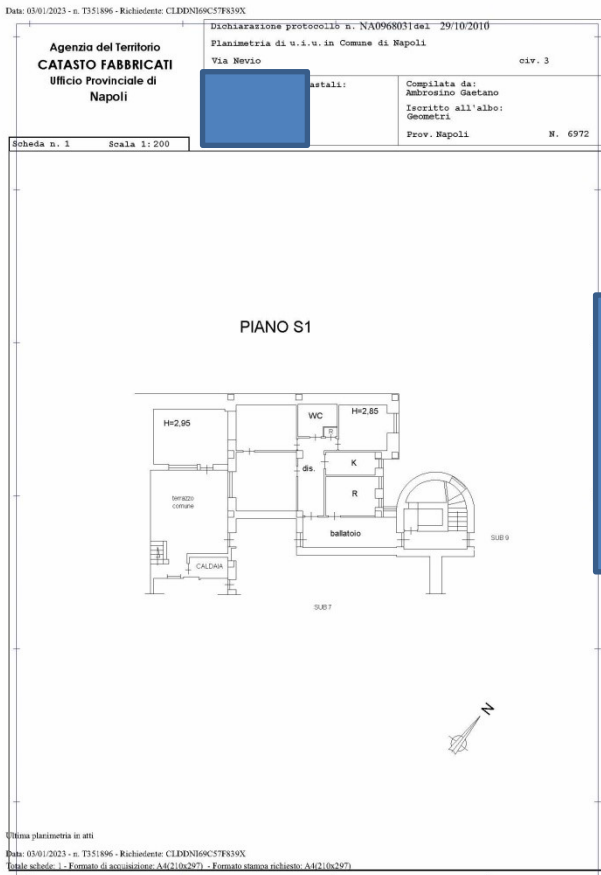 Data: 03/01/2023 - n. T351896 - Richiedente: CLDDNI69C57F839X
Agenzia del Territorio
CATASTO FABBRICATI
Ufficio Provinciale di
Napoli
Dichiarazione protocollo n. NA0968031 del 29/10/2010
Planimetria di u.i.u. in Comune di Napoli
Via Nevio civ. 3
astali:
Compilata da:
Ambrosino Gaetano
Iscritto all'albo:
Geometri
Prov. Napoli N. 6972
Scheda n. 1 Scala 1:200
PIANO S1
H=2,95
WC
H=2,85
dis.
K
R
terrazzo
comune
ballatoio
CALDAIA
SUB 9
SUB 7
N
Ultima planimetria in atti
Data: 03/01/2023 - n. T351896 - Richiedente: CLDDNI69C57F839X
Totale schede: 1 - Formato di acquisizione: A4(210x297) - Formato stampa richiesto: A4(210x297)